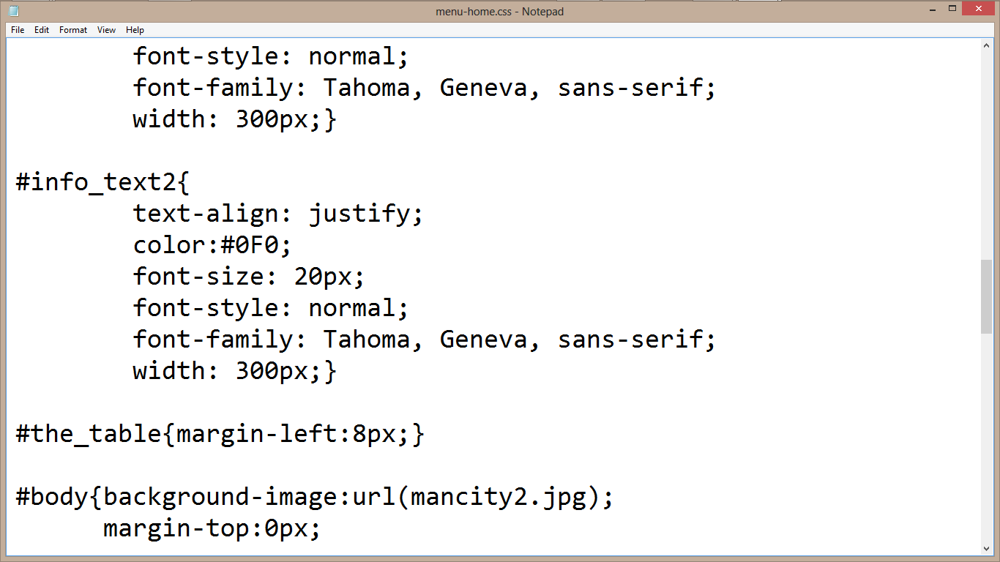 menu-home.css - Notepad
File Edit Format View Help
font-style: normal;
font-family: Tahoma, Geneva, sans-serif;
width: 300px;}
#info_text2{
text-align: justify;
color:#0F0;
font-size: 20px;
font-style: normal;
font-family: Tahoma, Geneva, sans-serif;
width: 300px;}
#the_table{margin-left:8px;}
#body{background-image:url(mancity2.jpg);
margin-top:0px;